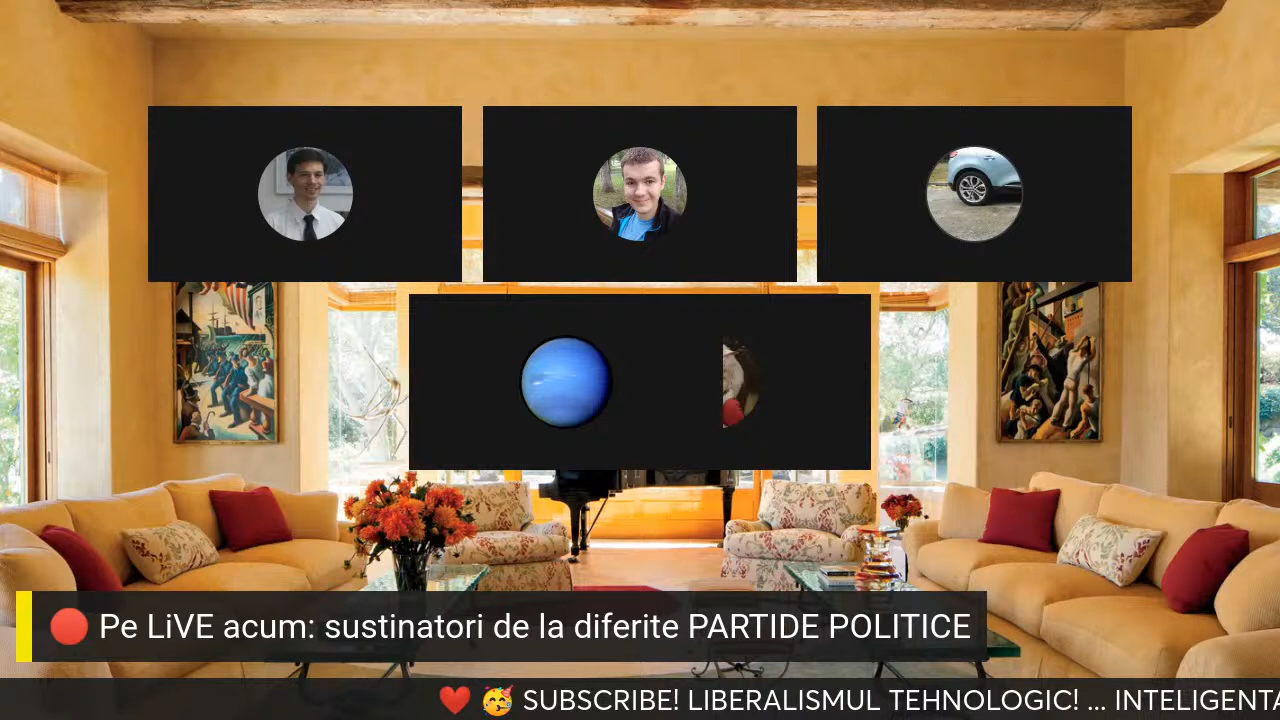 🔴 Pe LiVE acum: sustinatori de la diferite PARTIDE POLITICE
❤️ 🥳 SUBSCRIBE! LIBERALISMUL TEHNOLOGIC! ... INTELIGENTA